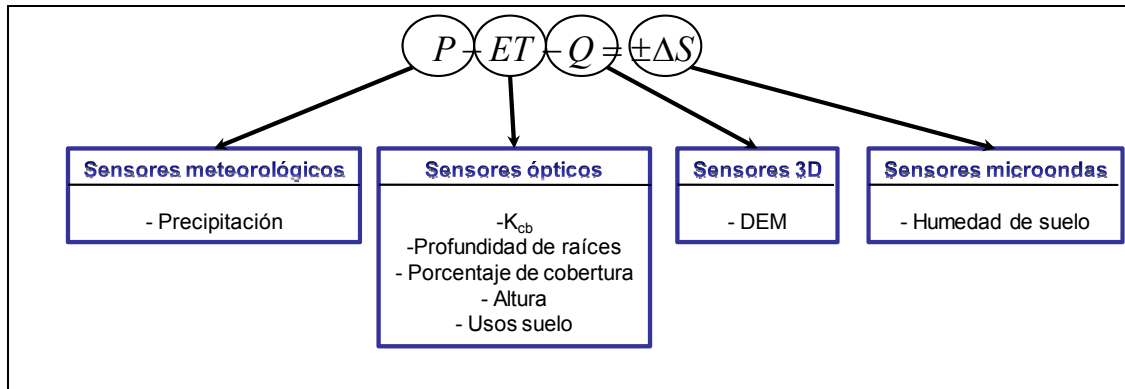 P – ET – Q = ±ΔS
Sensores meteorológicos
- Precipitación
Sensores ópticos
-Kcb
-Profundidad de raíces
- Porcentaje de cobertura
- Altura
- Usos suelo
Sensores 3D
- DEM
Sensores microondas
- Humedad de suelo